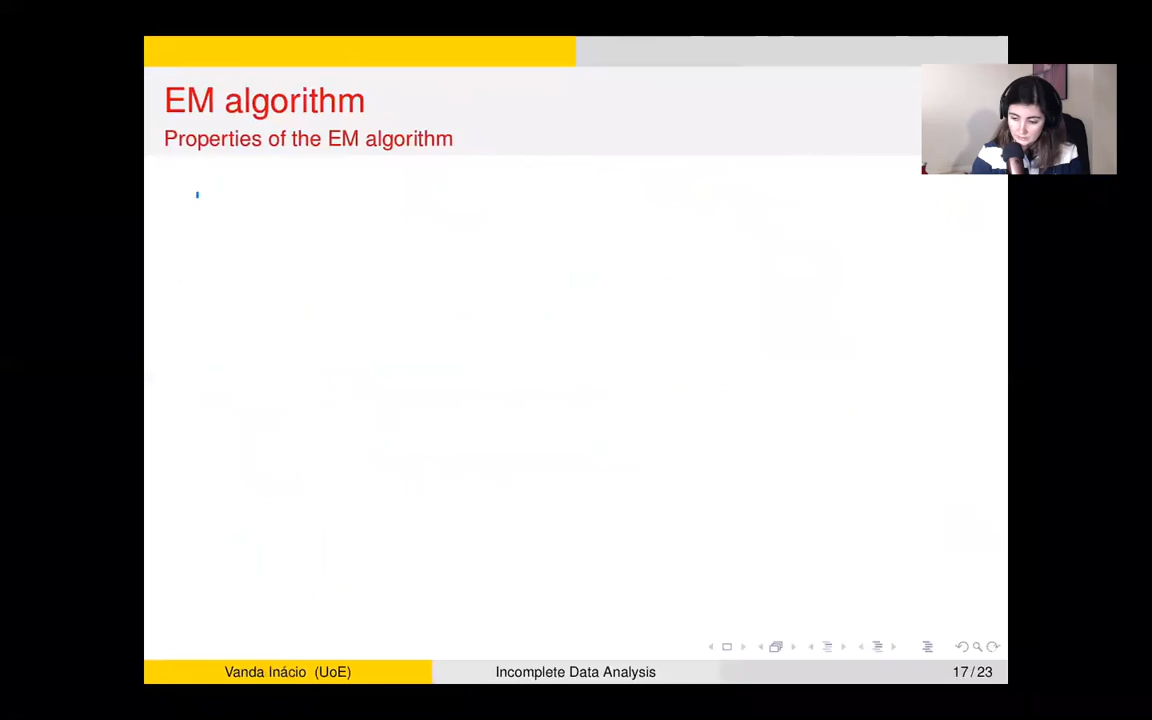 EM algorithm
Properties of the EM algorithm
Vanda Inácio (UoE)
Incomplete Data Analysis
17/23